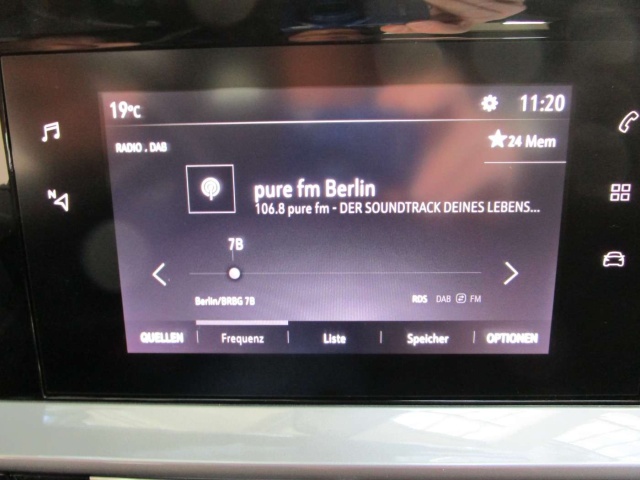 19°C 11:20
RADIO . DAB 24 Mem
N
pure fm Berlin
106.8 pure fm - DER SOUNDTRACK DEINES LEBENS...
7B
Berlin/BRBG 7B RDS DAB FM
QUELLEN Frequenz Liste Speicher OPTIONEN